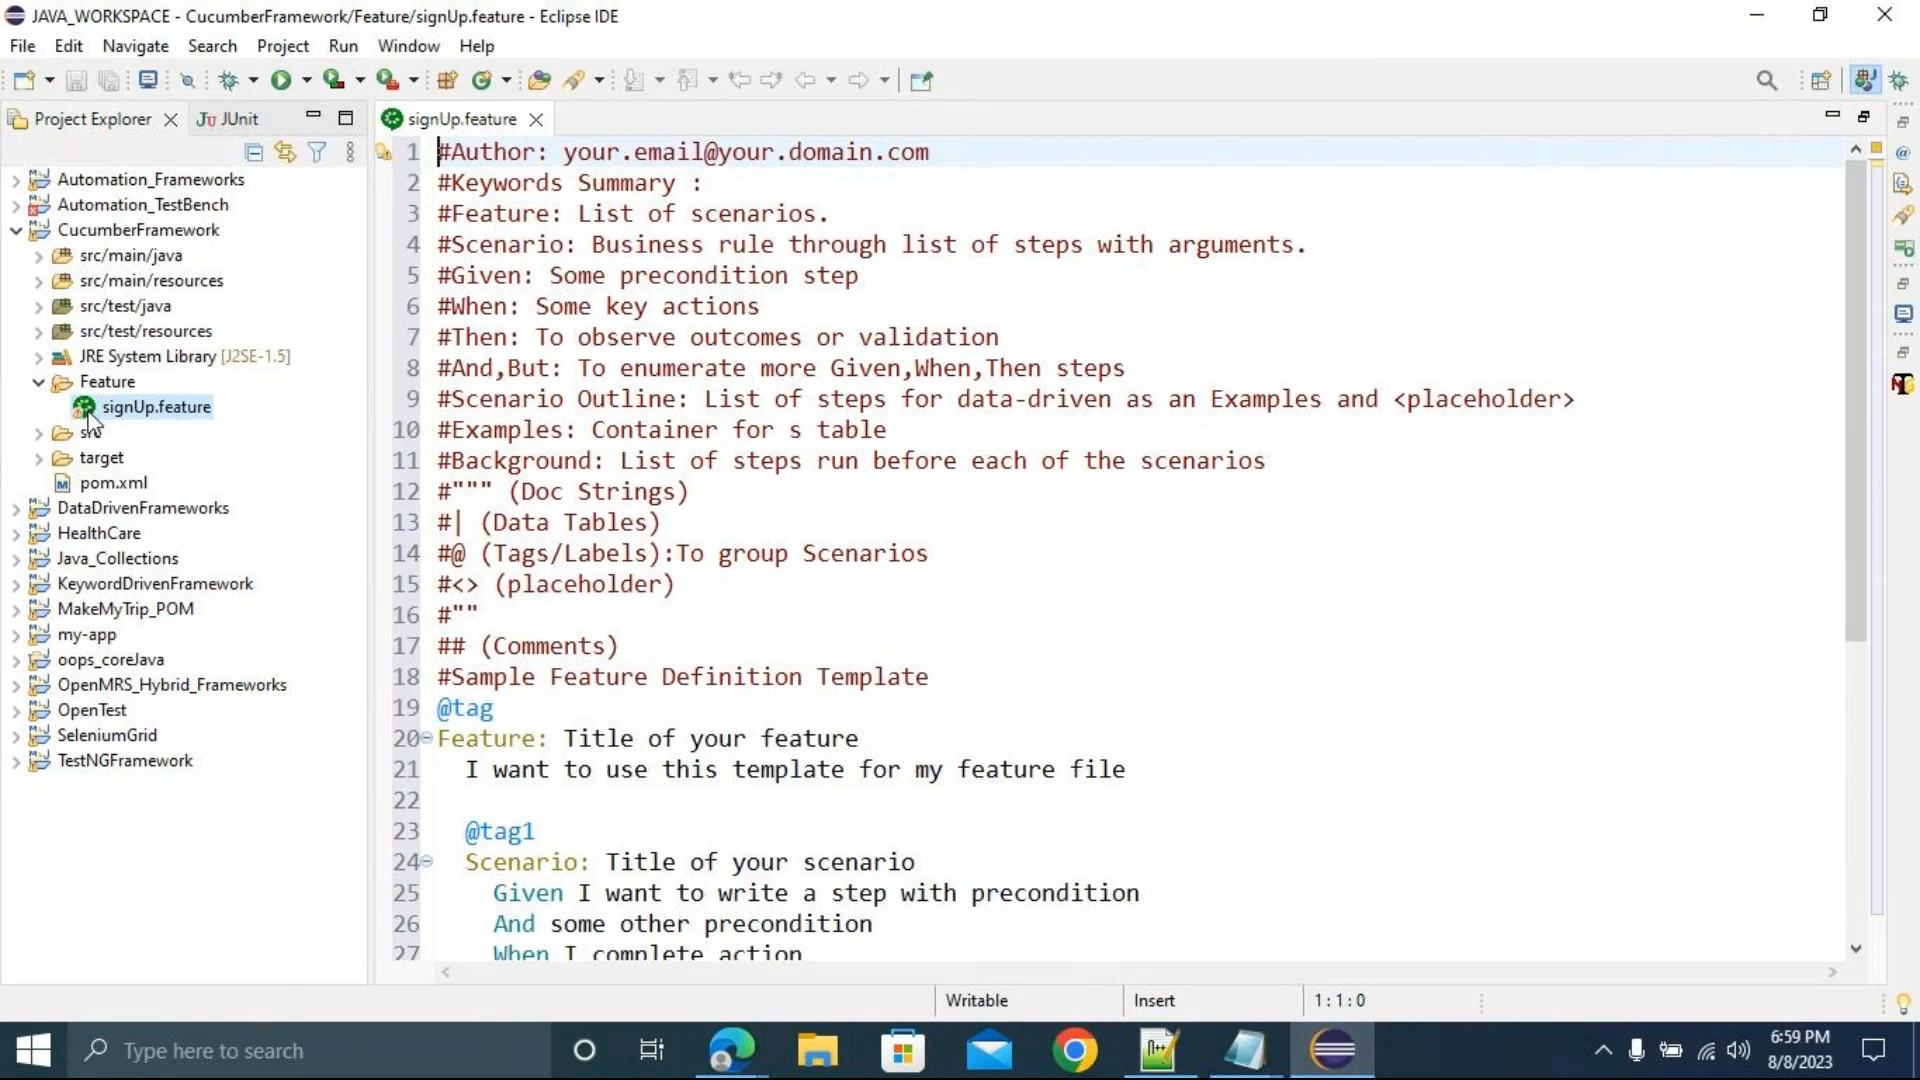 JAVA_WORKSPACE - CucumberFramework/Feature/signUp.feature - Eclipse IDE
File Edit Navigate Search Project Run Window Help
Project Explorer JUnit
signUp.feature
Automation_Frameworks
Automation_TestBench
CucumberFramework
src/main/java
src/main/resources
src/test/java
src/test/resources
JRE System Library [J2SE-1.5]
Feature
signUp.feature
src
target
pom.xml
DataDrivenFrameworks
HealthCare
Java_Collections
KeywordDrivenFramework
MakeMyTrip_POM
my-app
oops_coreJava
OpenMRS_Hybrid_Frameworks
OpenTest
SeleniumGrid
TestNGFramework
1 #Author: your.email@your.domain.com
2 #Keywords Summary :
3 #Feature: List of scenarios.
4 #Scenario: Business rule through list of steps with arguments.
5 #Given: Some precondition step
6 #When: Some key actions
7 #Then: To observe outcomes or validation
8 #And,But: To enumerate more Given,When,Then steps
9 #Scenario Outline: List of steps for data-driven as an Examples and <placeholder>
10 #Examples: Container for s table
11 #Background: List of steps run before each of the scenarios
12 #""" (Doc Strings)
13 #| (Data Tables)
14 #@ (Tags/Labels):To group Scenarios
15 #<> (placeholder)
16 #""
17 ## (Comments)
18 #Sample Feature Definition Template
19 @tag
20 Feature: Title of your feature
21 I want to use this template for my feature file
22
23 @tag1
24 Scenario: Title of your scenario
25 Given I want to write a step with precondition
26 And some other precondition
27 When I complete action
Writable Insert 1:1:0
Type here to search
6:59 PM
8/8/2023